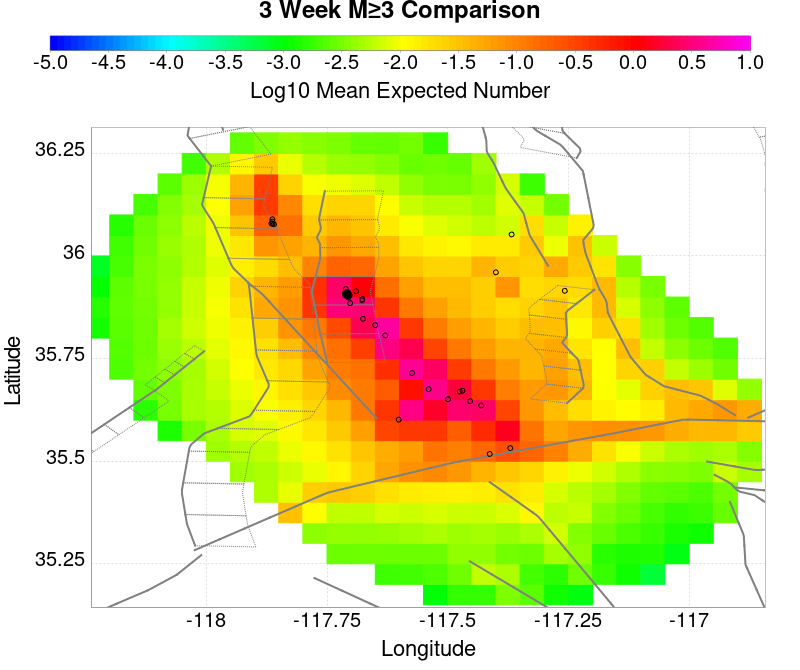 3 Week M≥3 Comparison
-5.0 -4.5 -4.0 -3.5 -3.0 -2.5 -2.0 -1.5 -1.0 -0.5 0.0 0.5 1.0
Log10 Mean Expected Number
36.25
36
35.75
35.5
35.25
Latitude
-118 -117.75 -117.5 -117.25 -117
Longitude